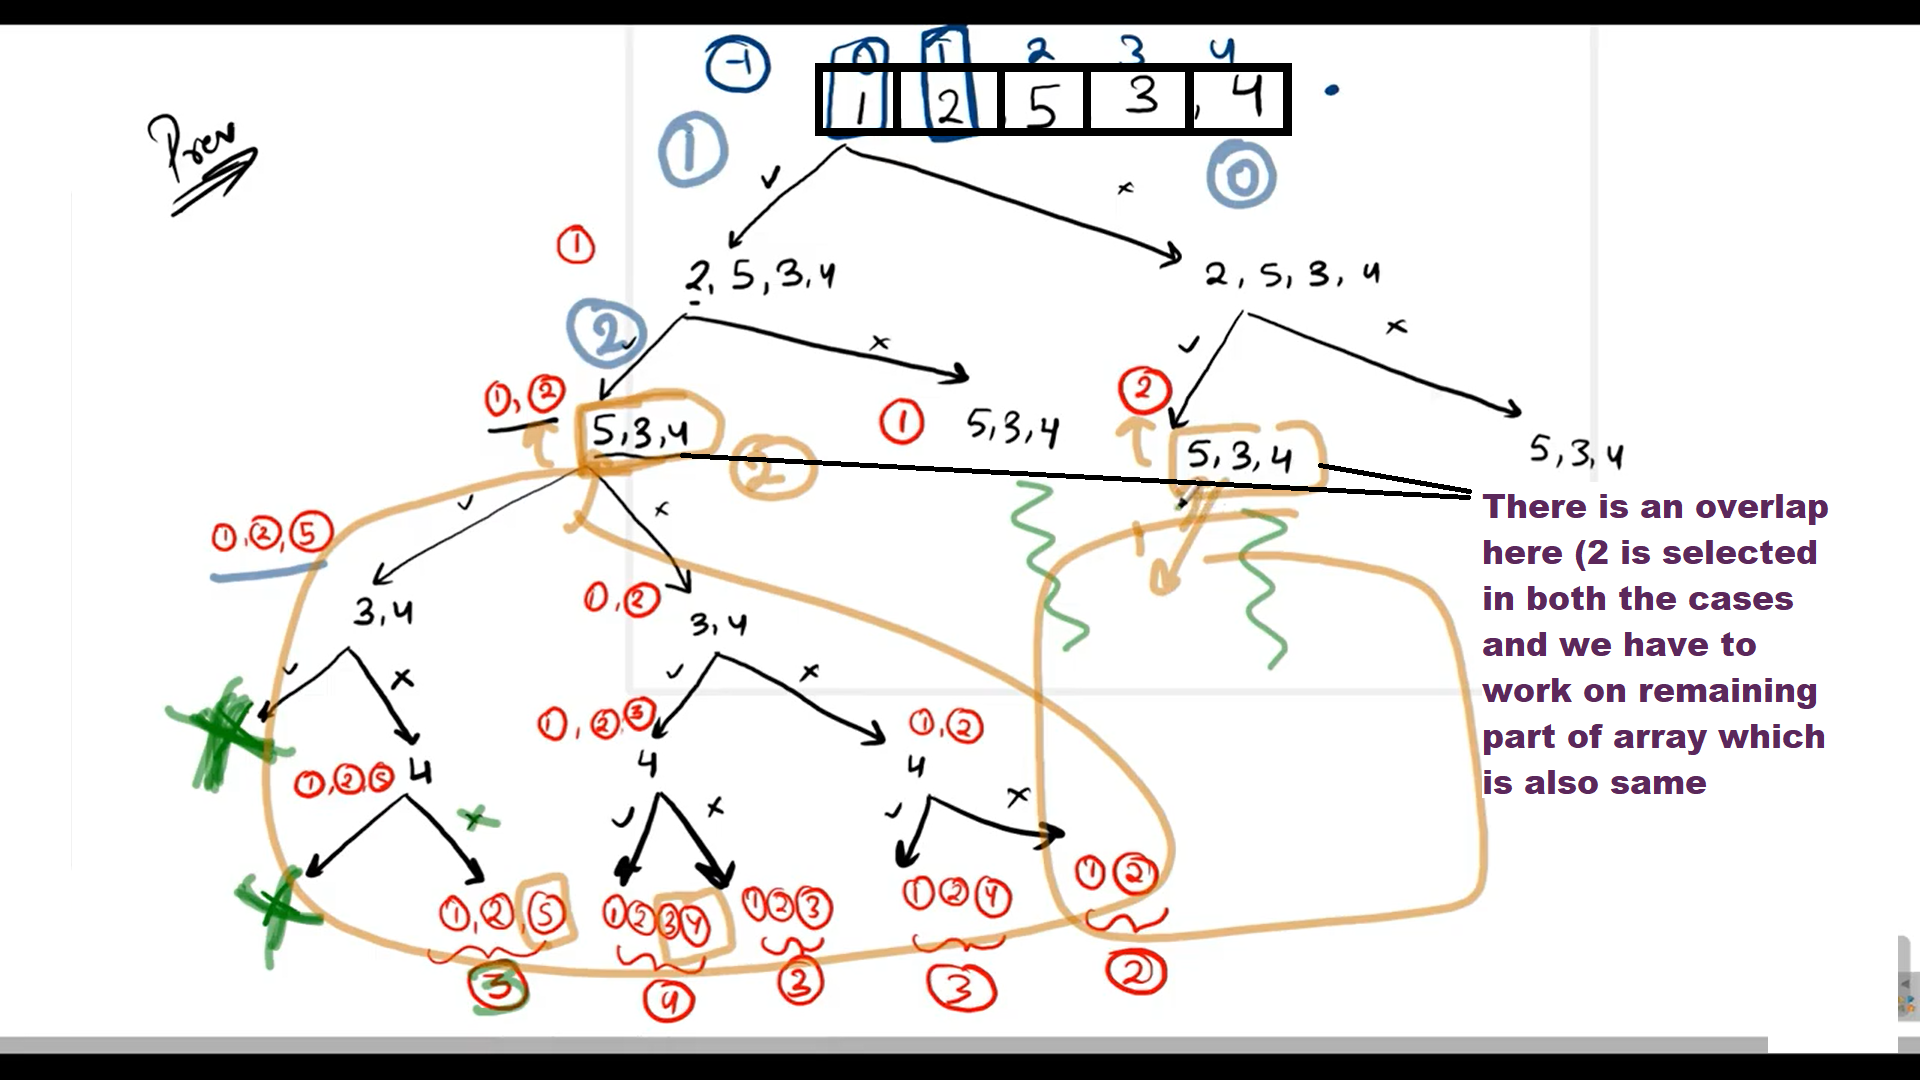 -1 0 1 2 3 4
1 2 5 3 4
Prev
1 0
✓ ×
1
2, 5, 3, 4 2, 5, 3, 4
2
✓ × ✓ ×
1, 2 5,3,4 1 5,3,4 2 5,3,4 5,3,4
2
There is an overlap
here (2 is selected
in both the cases
and we have to
work on remaining
part of array which
is also same
✓ ×
1,2,5
3,4 1,2 3,4
✓ × ✓ ×
1,2,3 1,2
1,2,5 4 4 4
× ✓ × ✓ ×
1,2,5 1 2 3 4 1 2 3 1 2 4 1 2
3 4 3 3 2